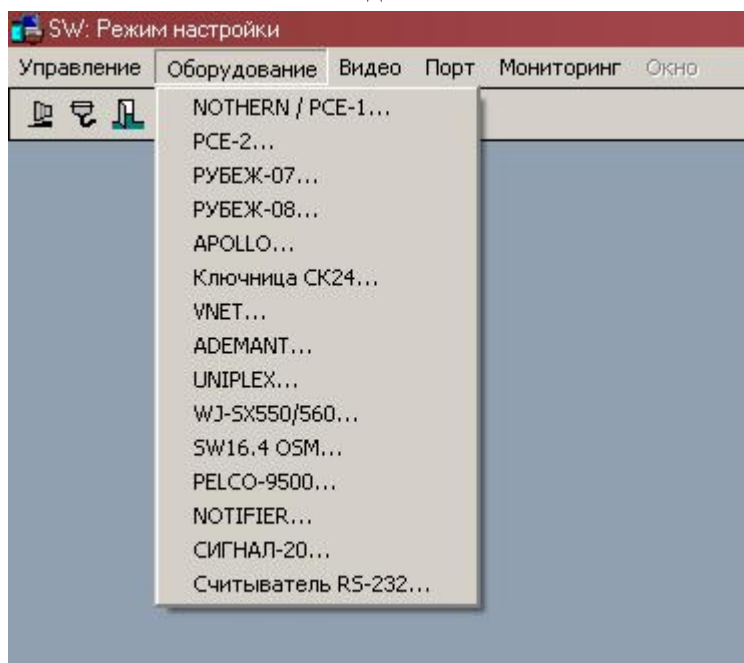 SW: Режим настройки
Управление Оборудование Видео Порт Мониторинг Окно
NOTHERN / PCE-1...
PCE-2...
РУБЕЖ-07...
РУБЕЖ-08...
APOLLO...
Ключница СК24...
VNET...
ADEMANT...
UNIPLEX...
WJ-SX550/560...
SW16.4 OSM...
PELCO-9500...
NOTIFIER...
СИГНАЛ-20...
Считыватель RS-232...